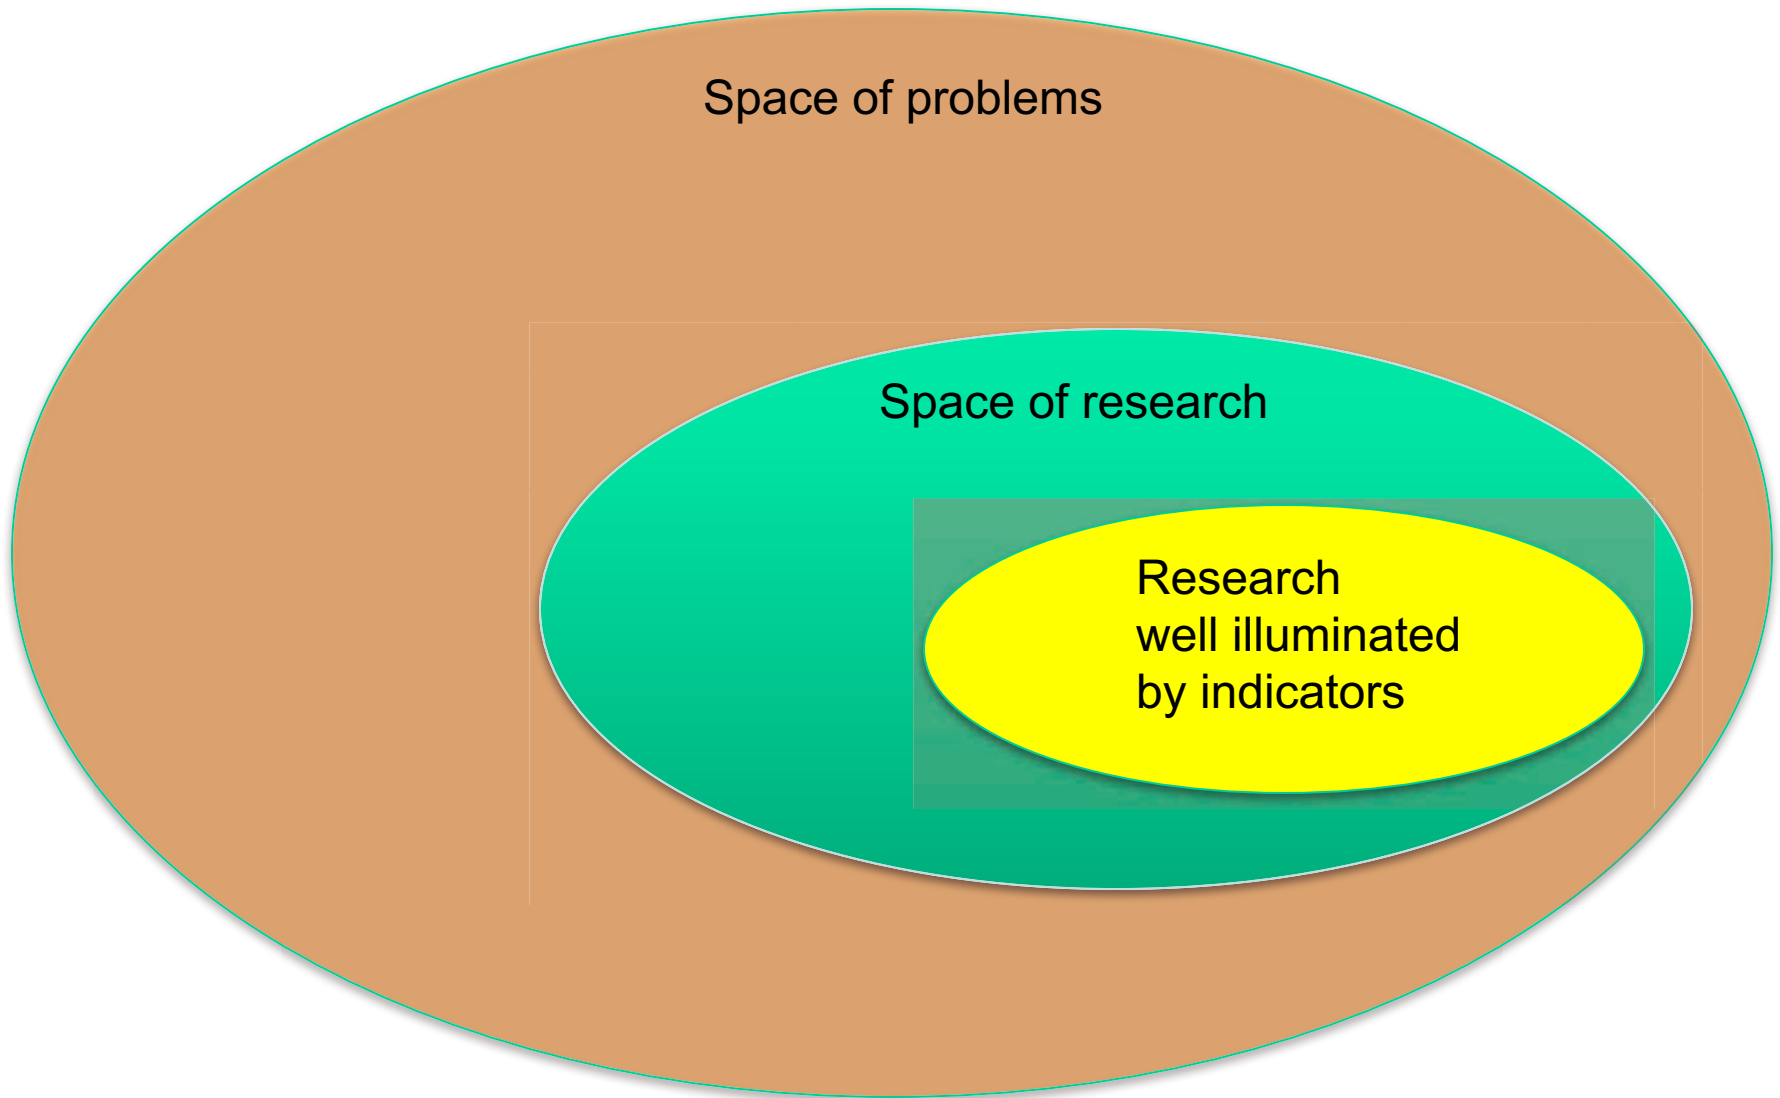 Space of problems
Space of research
Research
well illuminated
by indicators